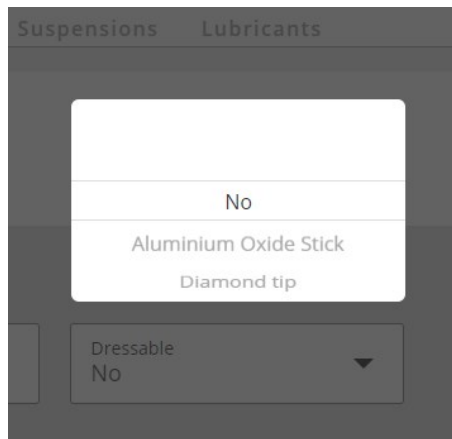 Suspensions Lubricants
No
Aluminium Oxide Stick
Diamond tip
Dressable
No